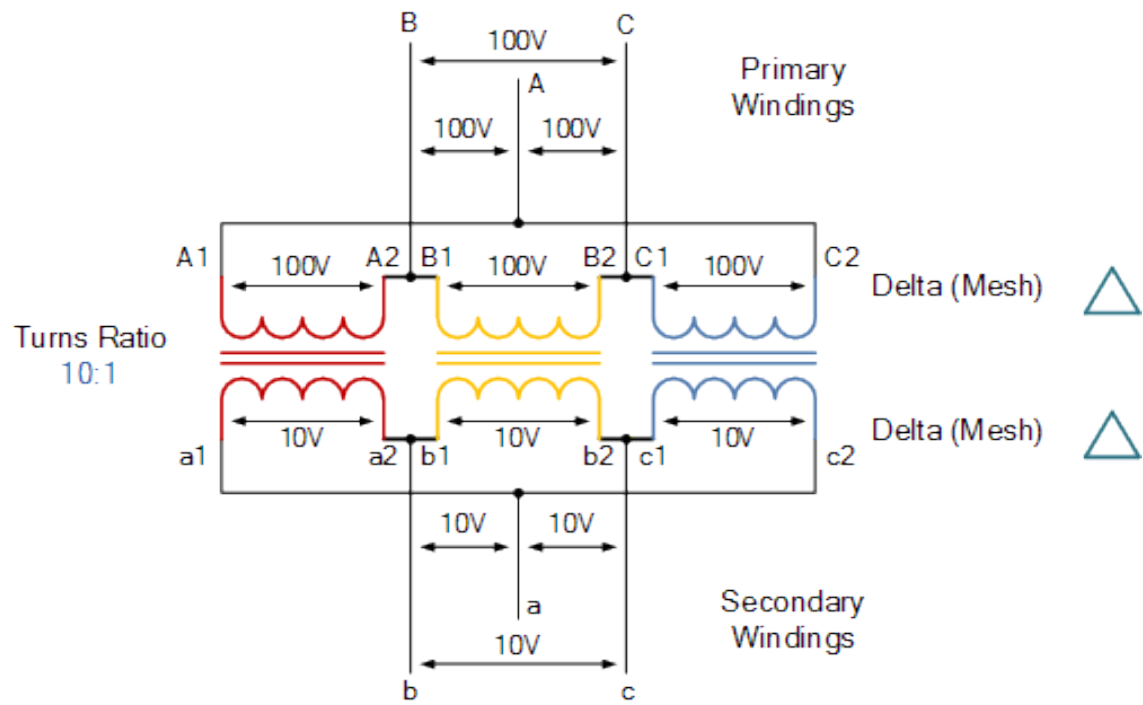 B C
100V
A
Primary
Windings
100V 100V
A1 A2 B1 B2 C1 C2
100V 100V 100V
Delta (Mesh)
Turns Ratio
10:1
10V 10V 10V
Delta (Mesh)
a1 a2 b1 b2 c1 c2
10V 10V
a
Secondary
Windings
10V
b c